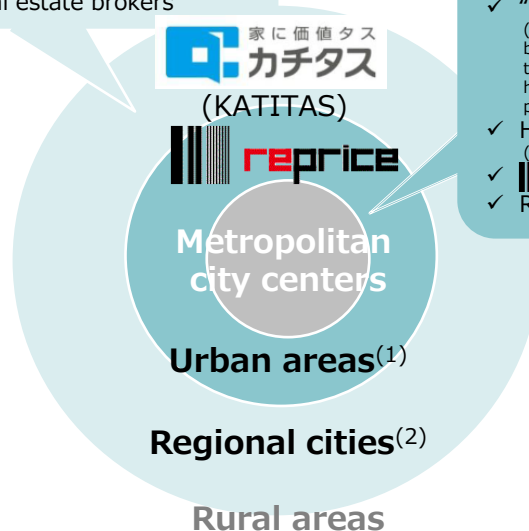 al estate brokers
家に価値タス
カチタス
(KATITAS)
reprice
Metropolitan
city centers
Urban areas(1)
Regional cities(2)
Rural areas